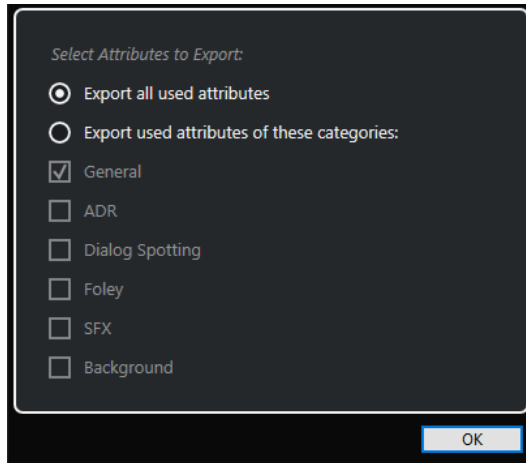 Select Attributes to Export:
Export all used attributes
Export used attributes of these categories:
General
ADR
Dialog Spotting
Foley
SFX
Background
OK